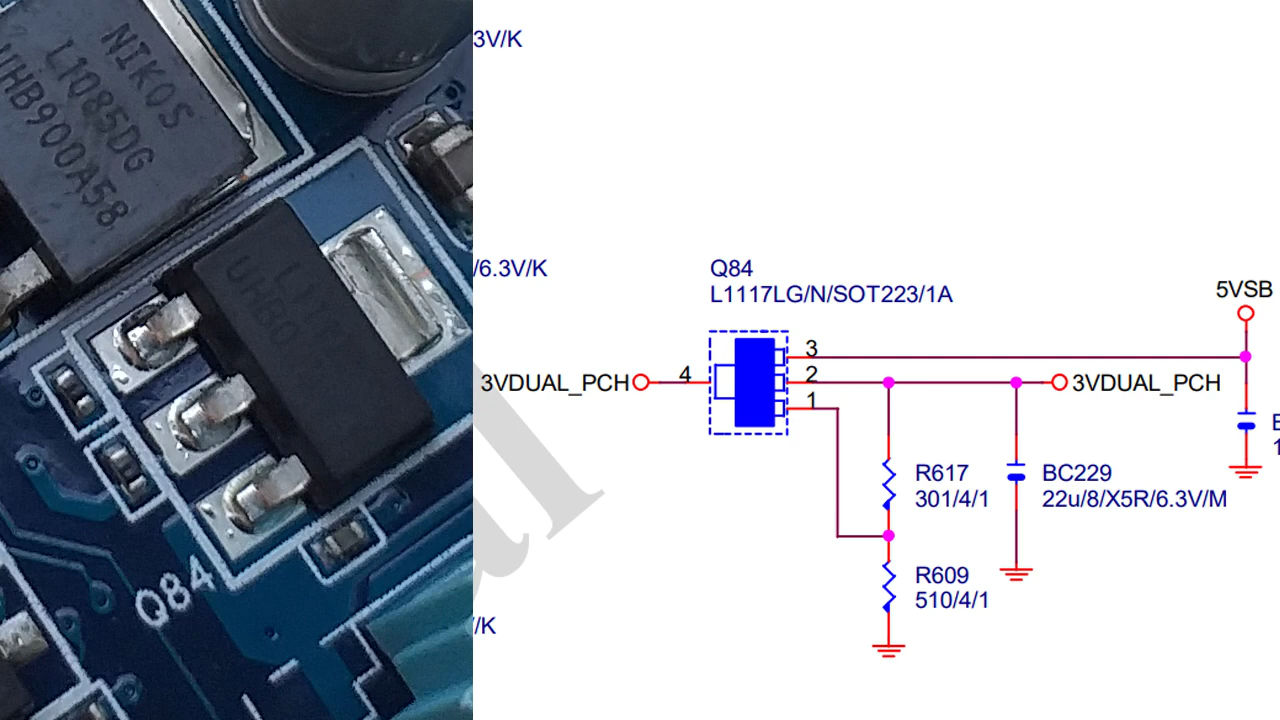 NIKOS
L1085DG
UHB900A58
Q84
3V/K
/6.3V/K
/K
Q84
L1117LG/N/SOT223/1A
3VDUAL_PCH
4
3
2
1
3VDUAL_PCH
5VSB
R617
301/4/1
BC229
22u/8/X5R/6.3V/M
R609
510/4/1